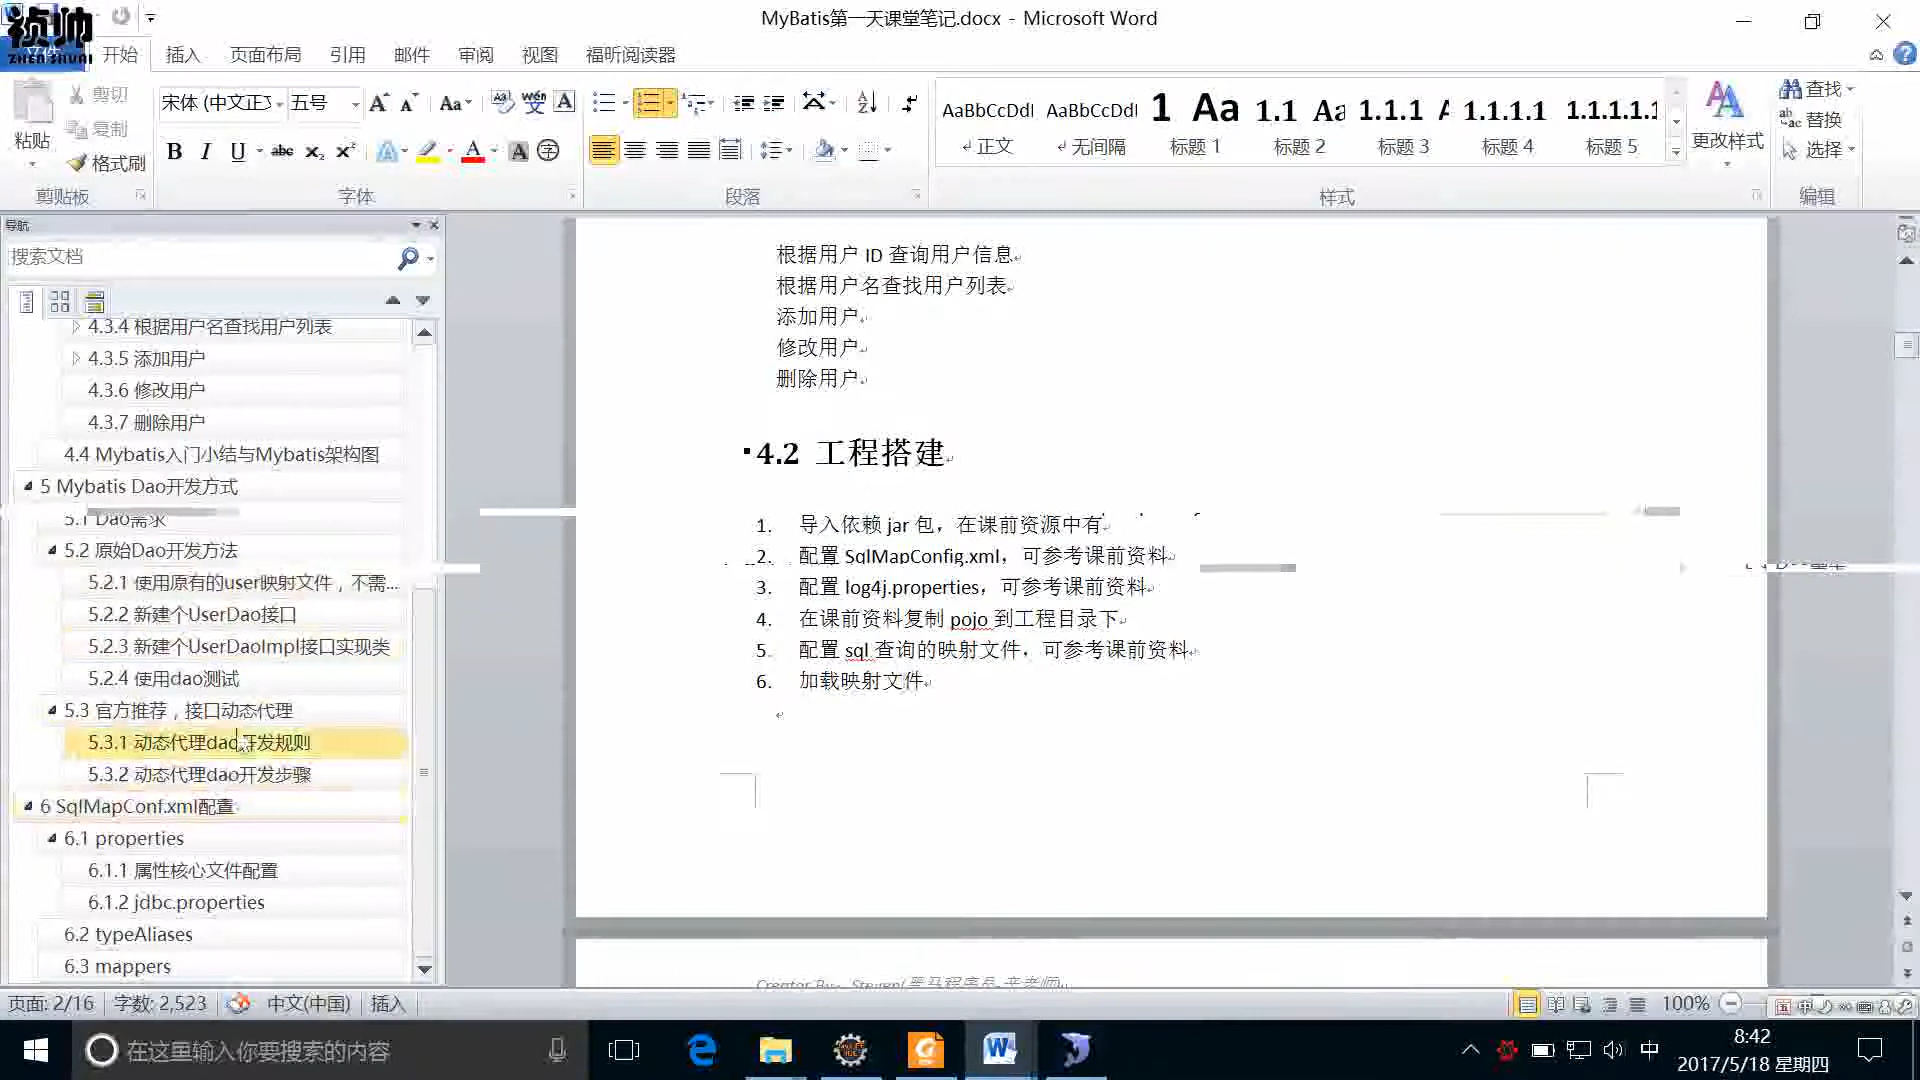 祯帅
ZHEN SHUAI
MyBatis第一天课堂笔记.docx - Microsoft Word
文件 开始 插入 页面布局 引用 邮件 审阅 视图 福昕阅读器
粘贴 剪切 复制 格式刷
宋体 (中文正文 五号
AaBbCcDdI AaBbCcDdI 1 Aa 1.1 Aa 1.1.1 A 1.1.1.1 1.1.1.1.1.
正文 无间隔 标题 1 标题 2 标题 3 标题 4 标题 5
更改样式
查找
替换
选择
剪贴板 字体 段落 样式 编辑
导航
搜索文档
4.3.4 根据用户名查找用户列表
4.3.5 添加用户
4.3.6 修改用户
4.3.7 删除用户
4.4 Mybatis入门小结与Mybatis架构图
5 Mybatis Dao开发方式
5.1 Dao需求
5.2 原始Dao开发方法
5.2.1 使用原有的user映射文件，不需...
5.2.2 新建个UserDao接口
5.2.3 新建个UserDaoImpl接口实现类
5.2.4 使用dao测试
5.3 官方推荐，接口动态代理
5.3.1 动态代理dao开发规则
5.3.2 动态代理dao开发步骤
6 SqlMapConf.xml配置
6.1 properties
6.1.1 属性核心文件配置
6.1.2 jdbc.properties
6.2 typeAliases
6.3 mappers
根据用户 ID 查询用户信息
根据用户名查找用户列表
添加用户
修改用户
删除用户
4.2 工程搭建
1. 导入依赖 jar 包，在课前资源中有
2. 配置 SqlMapConfig.xml，可参考课前资料
3. 配置 log4j.properties，可参考课前资料
4. 在课前资料复制 pojo 到工程目录下
5. 配置 sql 查询的映射文件，可参考课前资料
6. 加载映射文件
页面: 2/16 字数: 2,523 中文(中国) 插入 100%
在这里输入你要搜索的内容
中
8:42
2017/5/18 星期四